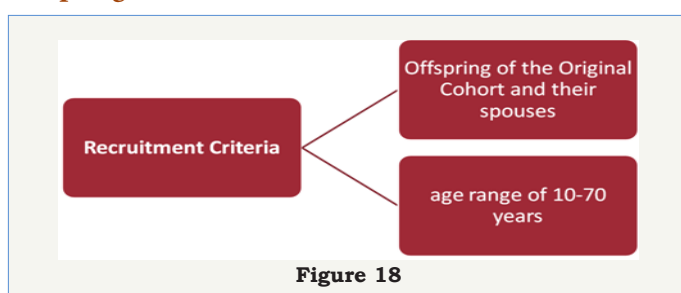 Offspring of the Original
Cohort and their
spouses
Recruitment Criteria
age range of 10-70
years
Figure 18